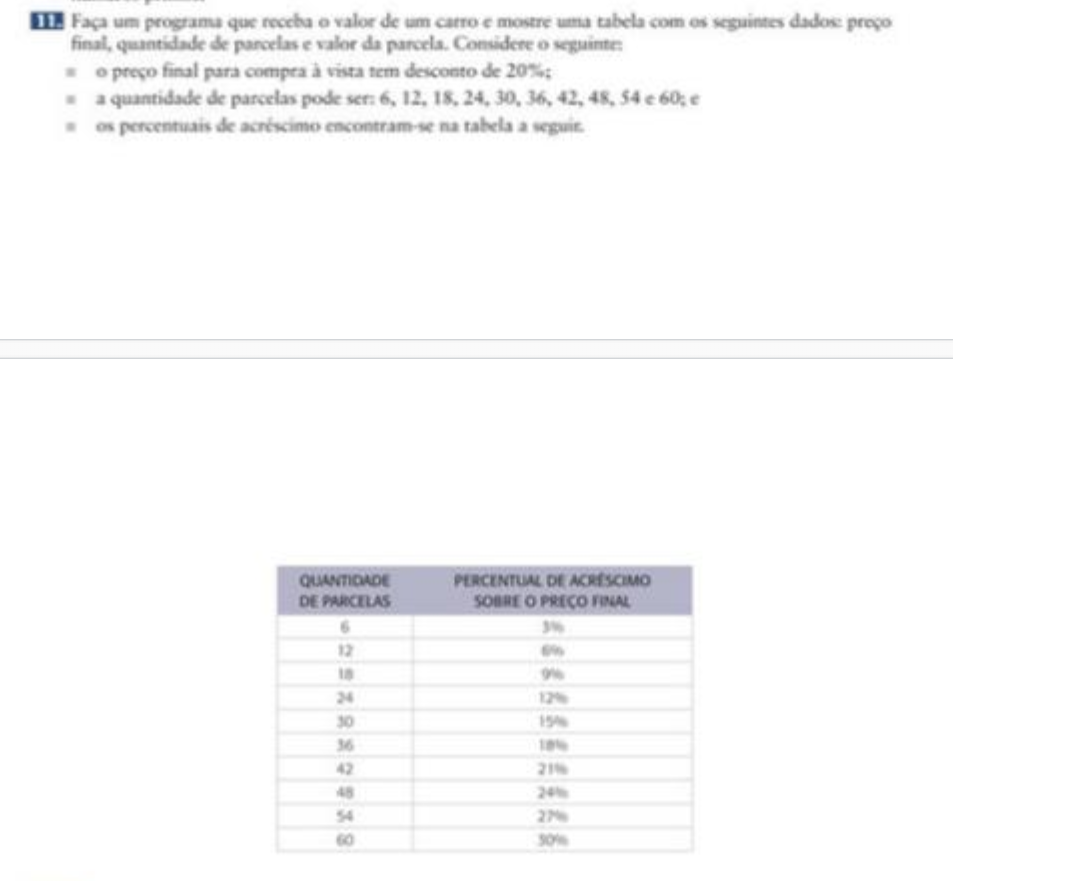 11. Faça um programa que receba o valor de um carro e mostre uma tabela com os seguintes dados: preço
final, quantidade de parcelas e valor da parcela. Considere o seguinte:
■ o preço final para compra à vista tem desconto de 20%;
■ a quantidade de parcelas pode ser: 6, 12, 18, 24, 30, 36, 42, 48, 54 e 60; e
■ os percentuais de acréscimo encontram-se na tabela a seguir.
QUANTIDADE DE PARCELAS PERCENTUAL DE ACRÉSCIMO SOBRE O PREÇO FINAL
6 3%
12 6%
18 9%
24 12%
30 15%
36 18%
42 21%
48 24%
54 27%
60 30%